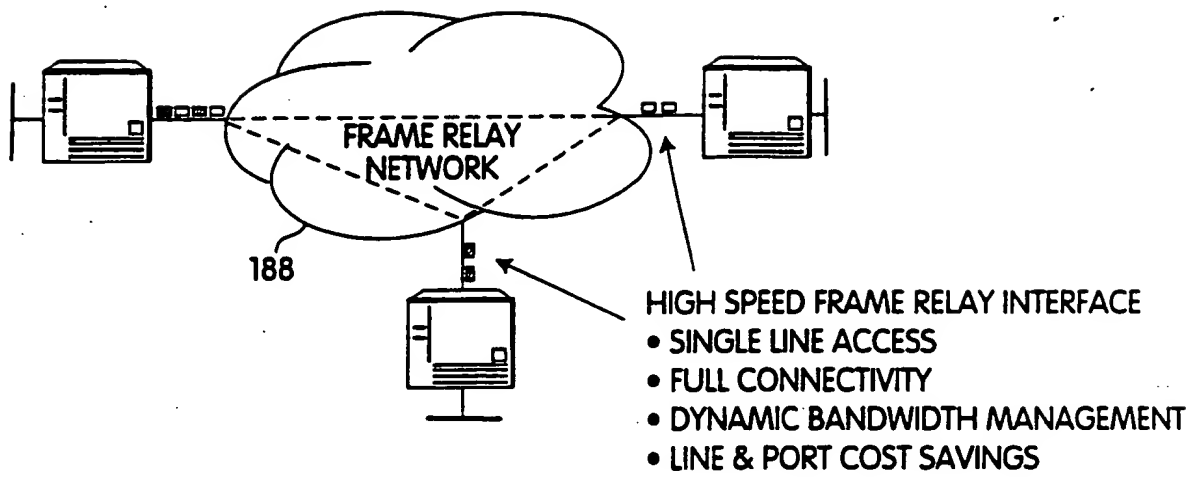 FRAME RELAY
NETWORK
188
HIGH SPEED FRAME RELAY INTERFACE
• SINGLE LINE ACCESS
• FULL CONNECTIVITY
• DYNAMIC BANDWIDTH MANAGEMENT
• LINE & PORT COST SAVINGS